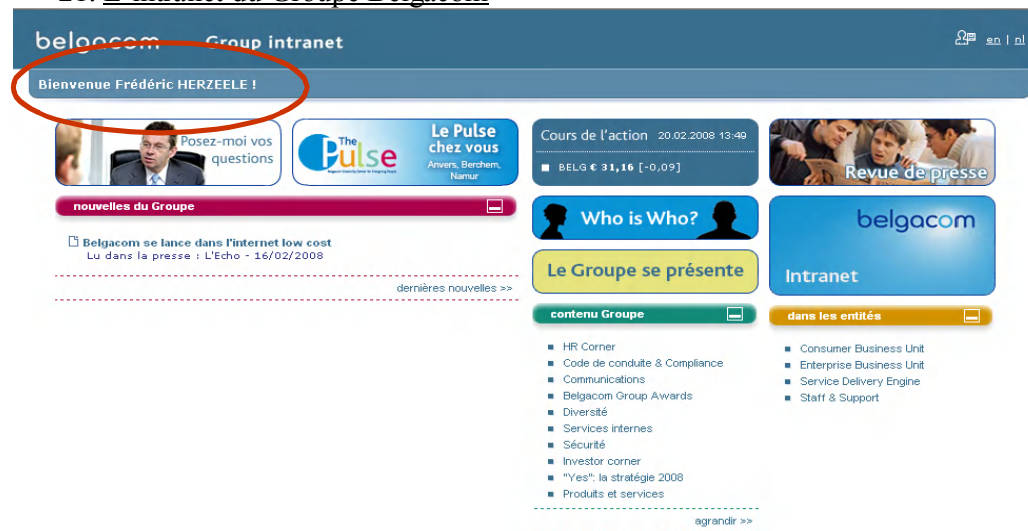 21. L'intranet du Groupe Belgacom
belgacom Group intranet
en | nl
Bienvenue Frédéric HERZEELE !
Posez-moi vos
questions
The
Pulse
Le Pulse
chez vous
Anvers, Berchem,
Namur
Cours de l'action 20.02.2008 13:49
BELG € 31,16 [-0,09]
Revue de presse
nouvelles du Groupe
Belgacom se lance dans l'internet low cost
Lu dans la presse : L'Echo - 16/02/2008
dernières nouvelles >>
Who is Who?
Le Groupe se présente
belgacom
Intranet
contenu Groupe
HR Corner
Code de conduite & Compliance
Communications
Belgacom Group Awards
Diversité
Services internes
Sécurité
Investor corner
"Yes": la stratégie 2008
Produits et services
agrandir >>
dans les entités
Consumer Business Unit
Enterprise Business Unit
Service Delivery Engine
Staff & Support